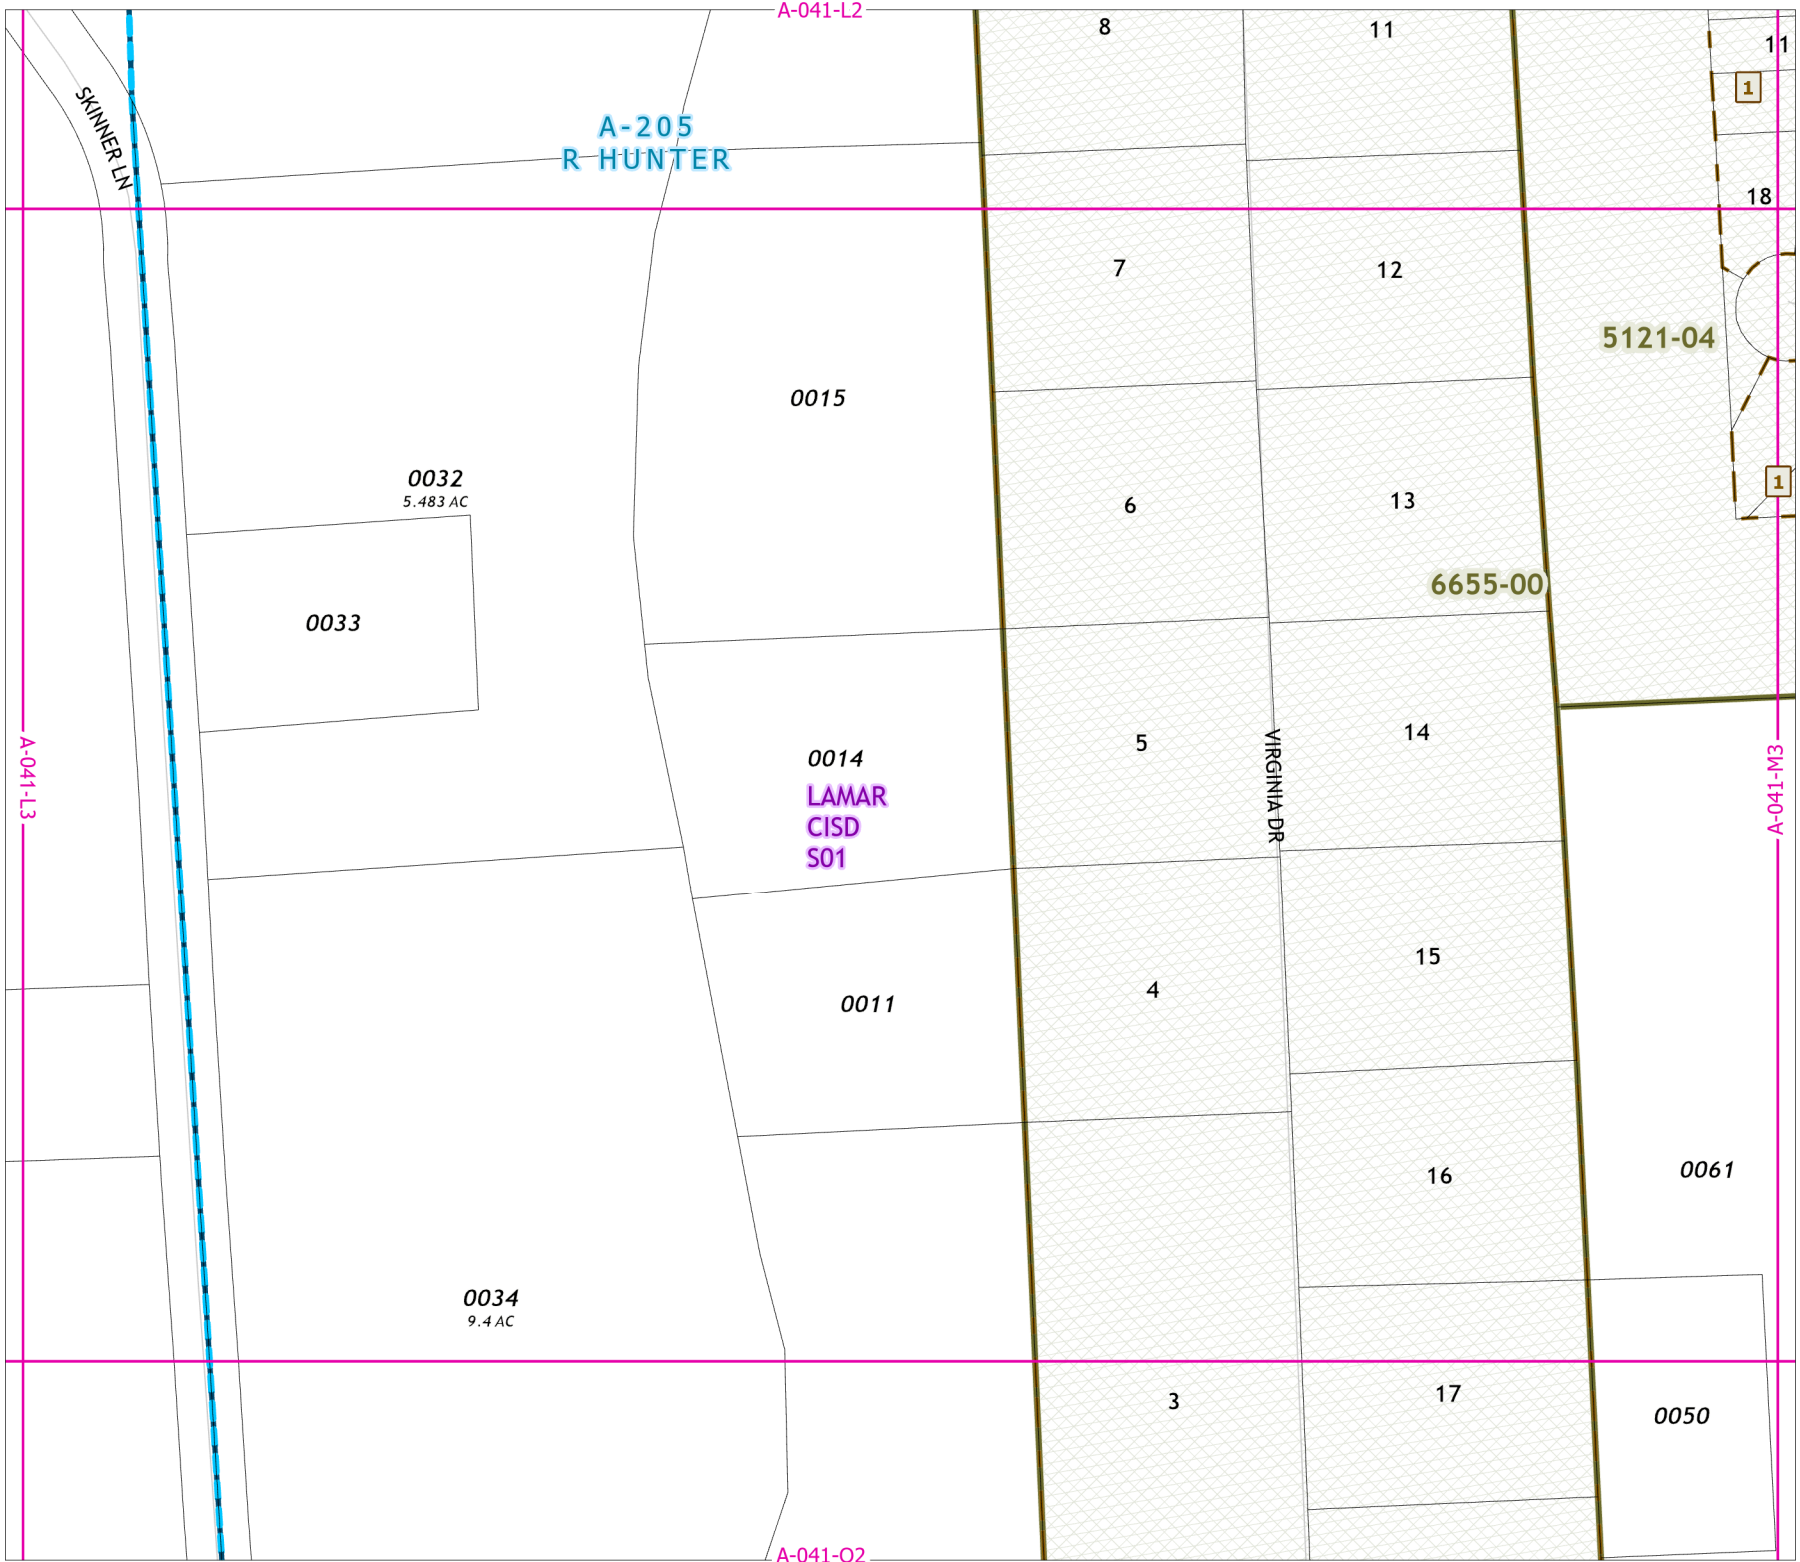 A-041-L2
8
11
11
1
SKINNER LN
A-205
R HUNTER
18
7
12
5121-04
0015
0032
5.483 AC
6
13
1
6655-00
0033
5
14
VIRGINIA DR
0014
LAMAR
CISD
S01
A-041-L3
A-041-M3
15
4
0011
16
0061
0034
9.4 AC
3
17
0050
A-041-O2